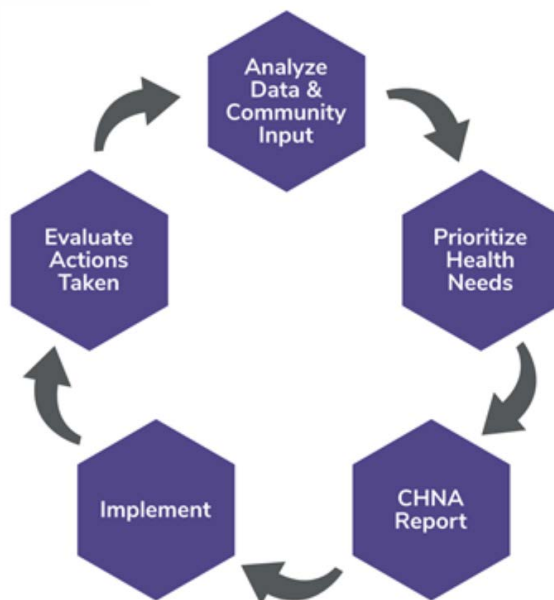 Analyze
Data &
Community
Input
Prioritize
Health
Needs
CHNA
Report
Implement
Evaluate
Actions
Taken